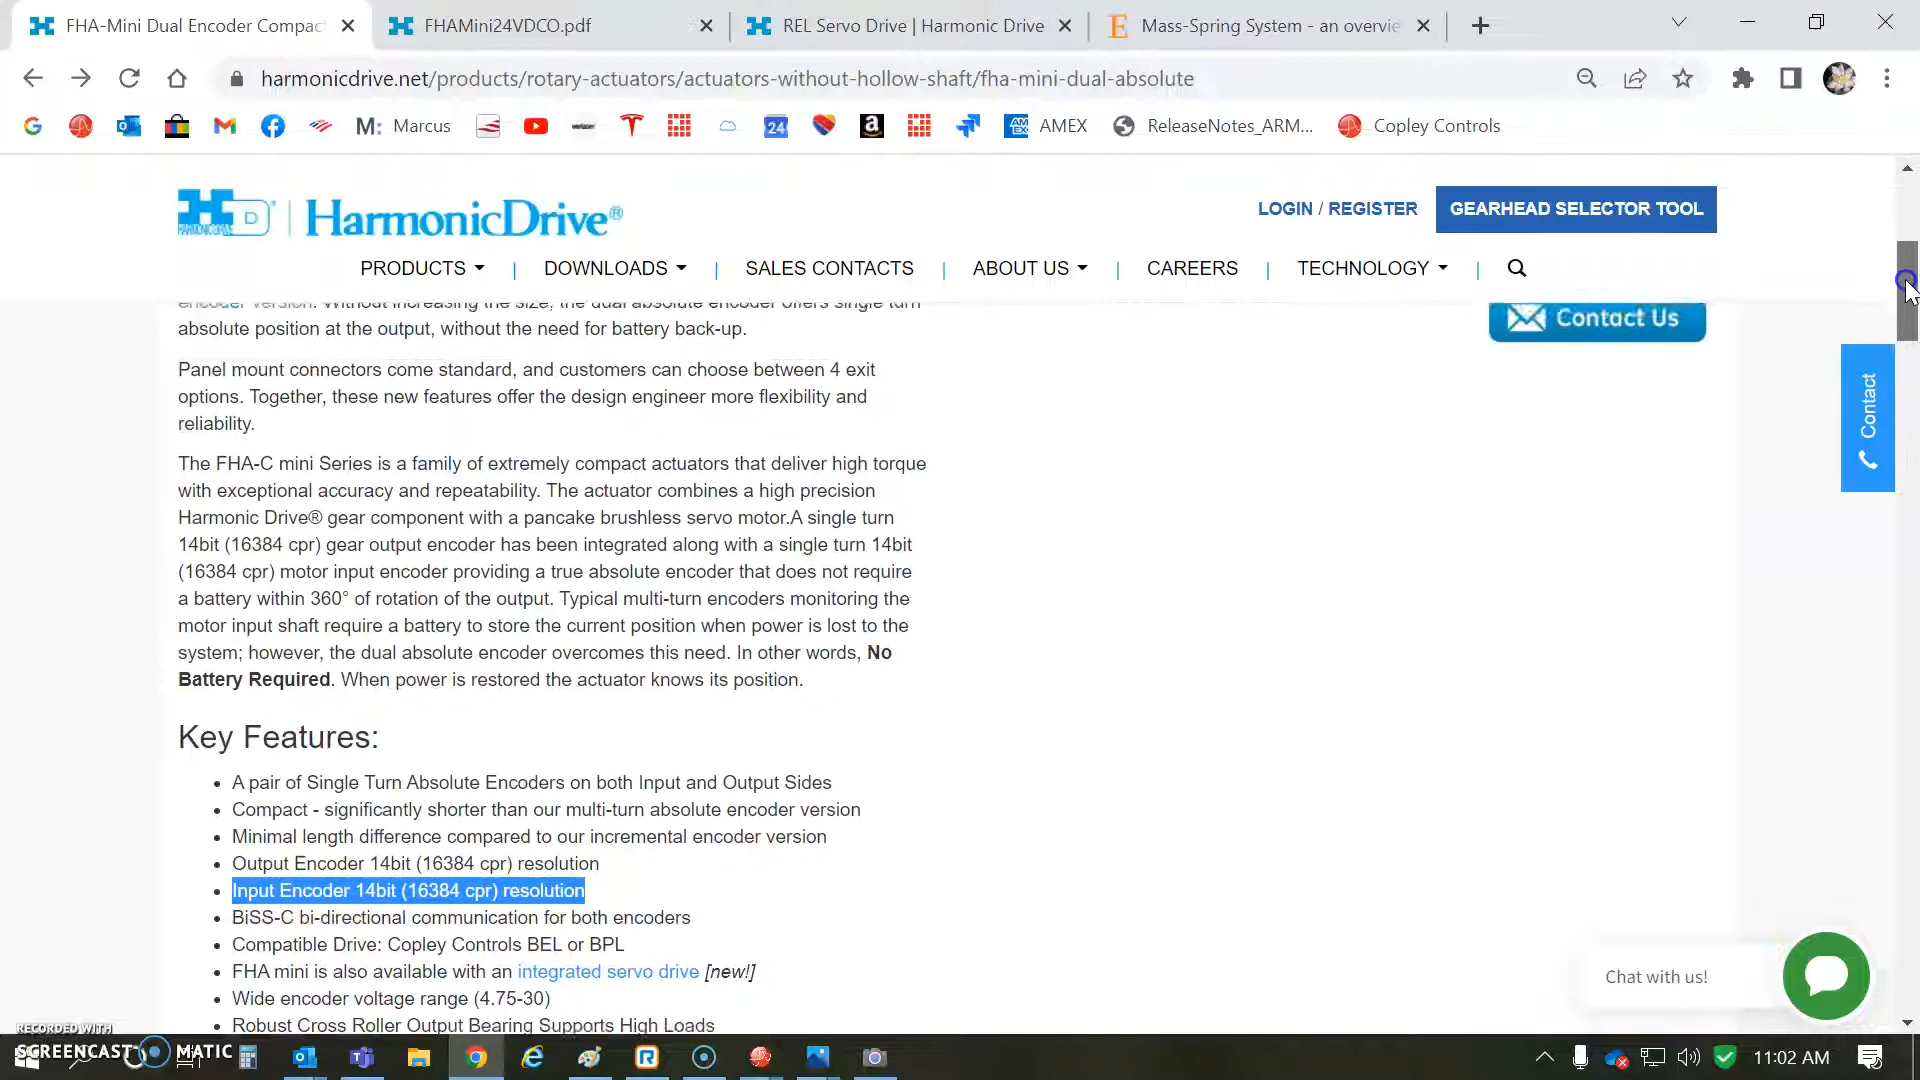 FHA-Mini Dual Encoder Compac
FHAMini24VDCO.pdf
REL Servo Drive | Harmonic Drive
Mass-Spring System - an overvie
harmonicdrive.net/products/rotary-actuators/actuators-without-hollow-shaft/fha-mini-dual-absolute
M: Marcus
24
AMEX
ReleaseNotes_ARM...
Copley Controls
HarmonicDrive®
LOGIN / REGISTER
GEARHEAD SELECTOR TOOL
PRODUCTS
DOWNLOADS
SALES CONTACTS
ABOUT US
CAREERS
TECHNOLOGY
encoder version. Without increasing the size, the dual absolute encoder offers single turn
absolute position at the output, without the need for battery back-up.
Contact Us
Panel mount connectors come standard, and customers can choose between 4 exit
options. Together, these new features offer the design engineer more flexibility and
reliability.
Contact
The FHA-C mini Series is a family of extremely compact actuators that deliver high torque
with exceptional accuracy and repeatability. The actuator combines a high precision
Harmonic Drive® gear component with a pancake brushless servo motor.A single turn
14bit (16384 cpr) gear output encoder has been integrated along with a single turn 14bit
(16384 cpr) motor input encoder providing a true absolute encoder that does not require
a battery within 360° of rotation of the output. Typical multi-turn encoders monitoring the
motor input shaft require a battery to store the current position when power is lost to the
system; however, the dual absolute encoder overcomes this need. In other words, No
Battery Required. When power is restored the actuator knows its position.
Key Features:
• A pair of Single Turn Absolute Encoders on both Input and Output Sides
• Compact - significantly shorter than our multi-turn absolute encoder version
• Minimal length difference compared to our incremental encoder version
• Output Encoder 14bit (16384 cpr) resolution
• Input Encoder 14bit (16384 cpr) resolution
• BiSS-C bi-directional communication for both encoders
• Compatible Drive: Copley Controls BEL or BPL
• FHA mini is also available with an integrated servo drive [new!]
• Wide encoder voltage range (4.75-30)
• Robust Cross Roller Output Bearing Supports High Loads
Chat with us!
RECORDED WITH
SCREENCAST MATIC
11:02 AM